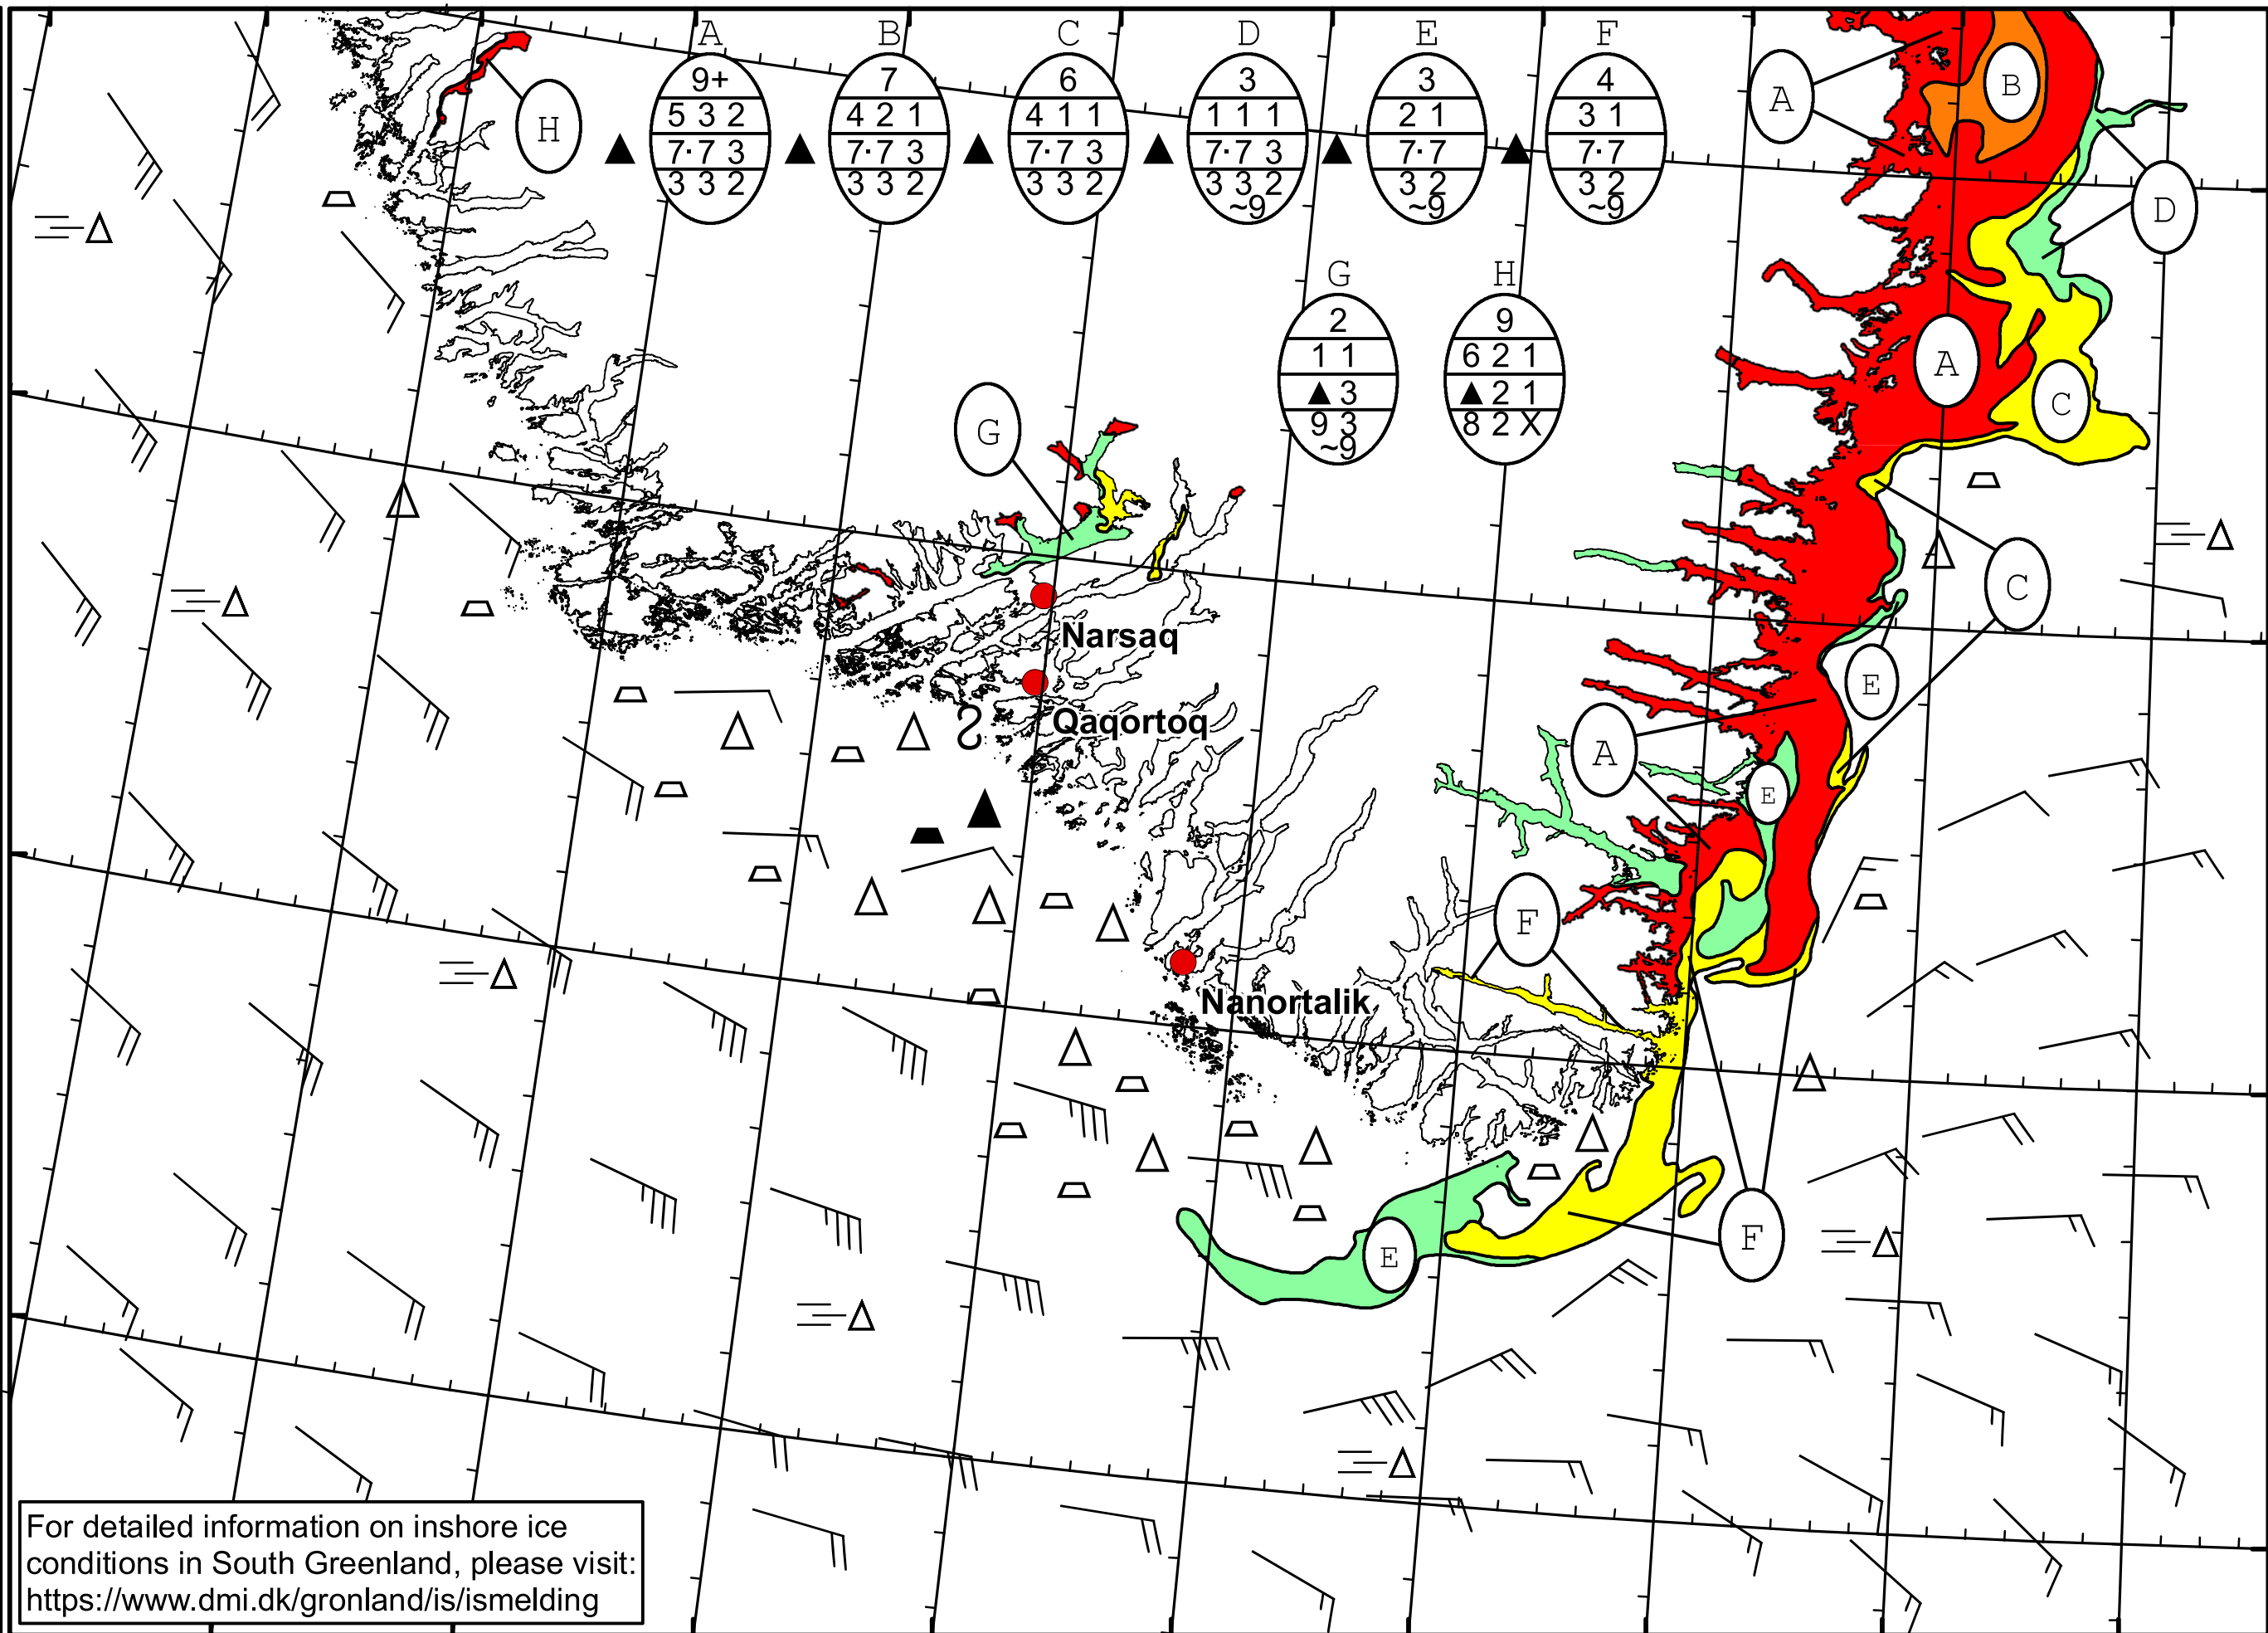 A B C D E F
9+ 7 6 3 3 4
5 3 2 4 2 1 4 1 1 1 1 1 2 1 3 1
▲ 7·7 3 ▲ 7·7 3 ▲ 7·7 3 ▲ 7·7 3 ▲ 7·7 ▲ 7·7
3 3 2 3 3 2 3 3 2 3 3 2 3 2 3 2
~9 ~9 ~9
A
B
H
D
G H
2 9
1 1 6 2 1
▲ 3 ▲ 2 1
9 3 8 2 X
~9
A
C
G
C
Narsaq
E
Qaqortoq
A
E
F
Nanortalik
F
E
For detailed information on inshore ice
conditions in South Greenland, please visit:
https://www.dmi.dk/gronland/is/ismelding